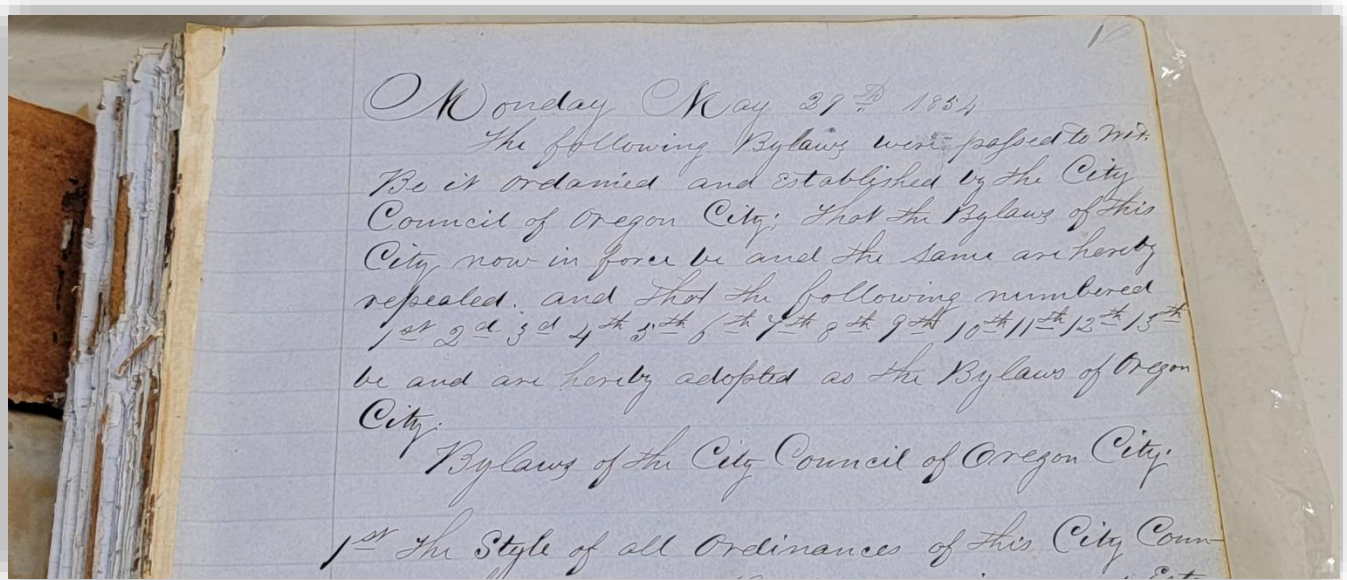 Monday May 29th 1854
The following Bylaws were passed to wit.
Be it ordanied and Established by the City
Council of Oregon City; that the Bylaws of this
City now in force be and the same are hereby
repealed. and that the following numbered
1st 2d 3d 4th 5th 6th 7th 8th 9th 10th 11th 12th 13th
be and are hereby adopted as the Bylaws of Oregon
City.
Bylaws of the City Council of Oregon City.
1st The Style of all Ordinances of this City Coun-